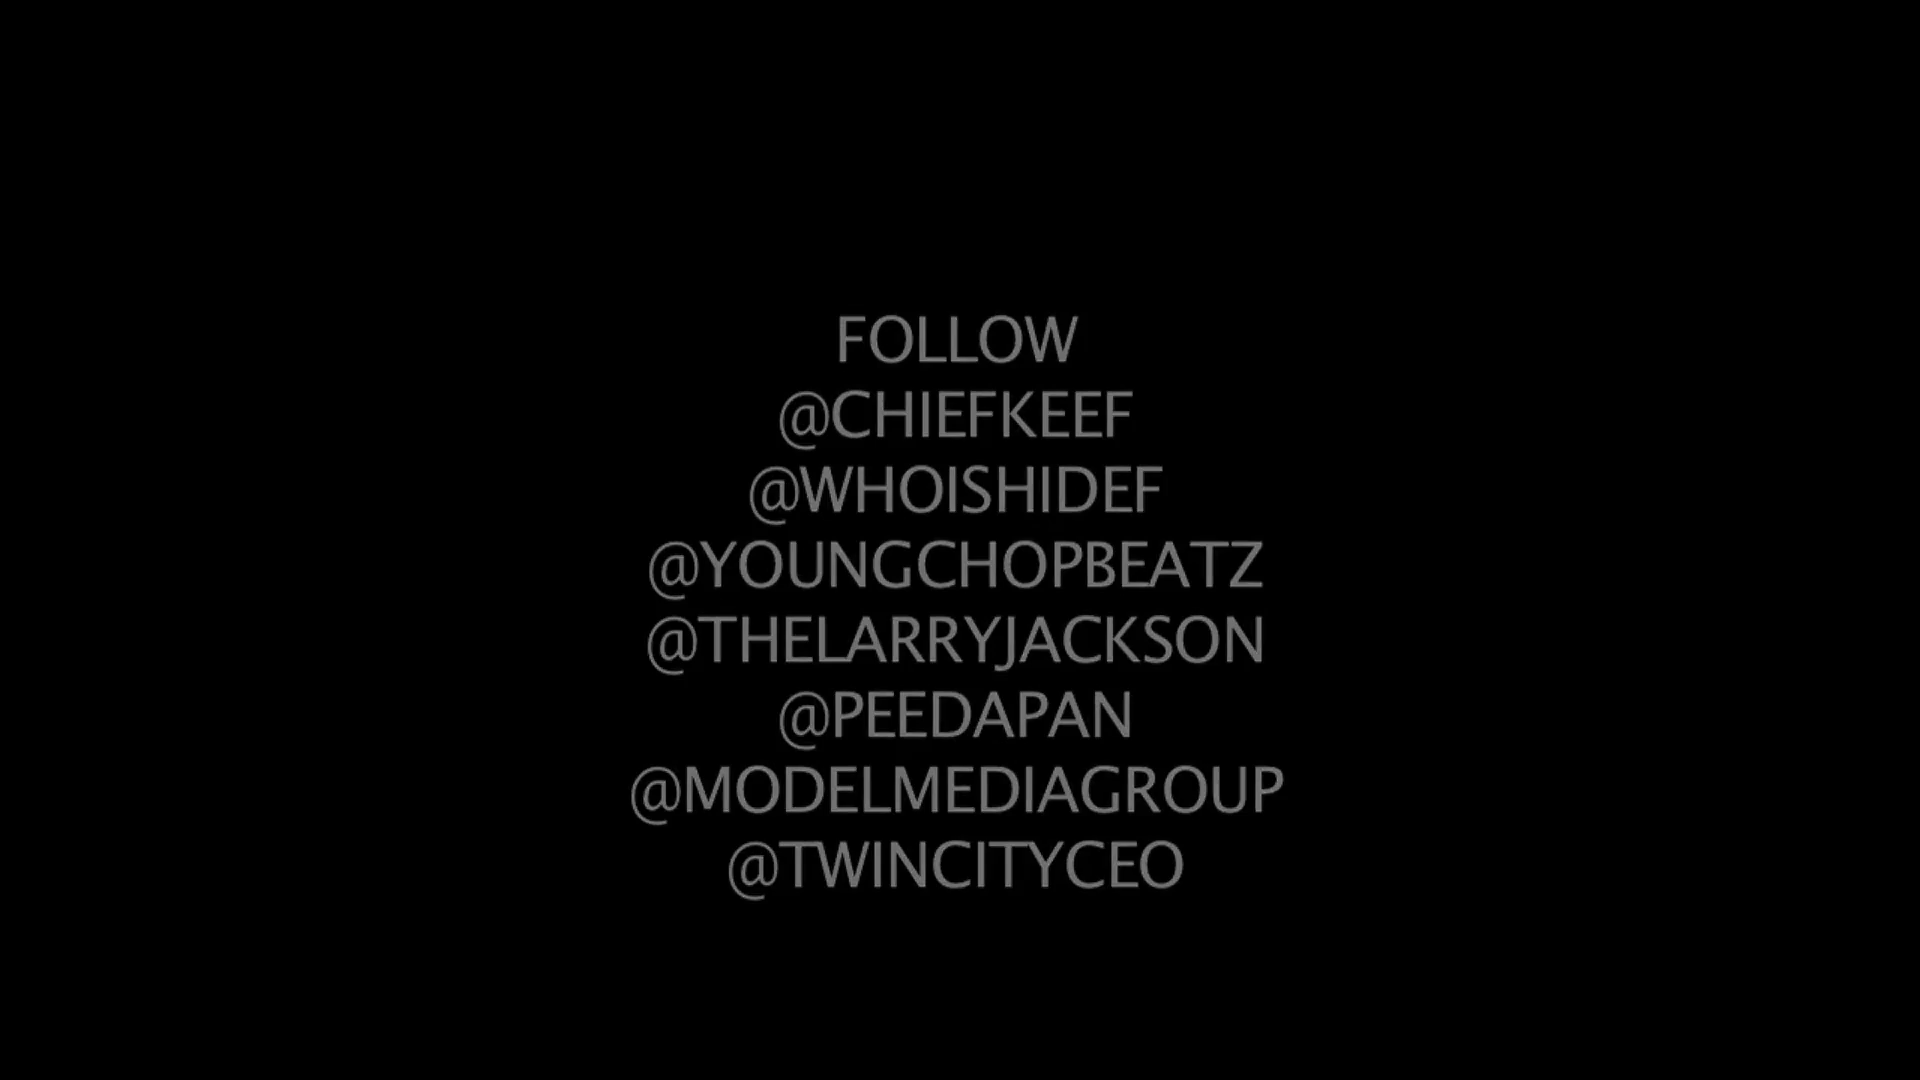 FOLLOW
@CHIEFKEEF
@WHOISHIDEF
@YOUNGCHOPBEATZ
@THELARRYJACKSON
@PEEDAPAN
@MODELMEDIAGROUP
@TWINCITYCEO